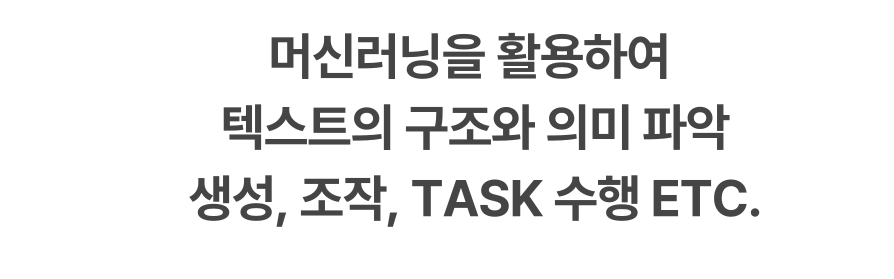 머신러닝을 활용하여
텍스트의 구조와 의미 파악
생성, 조작, TASK 수행 ETC.